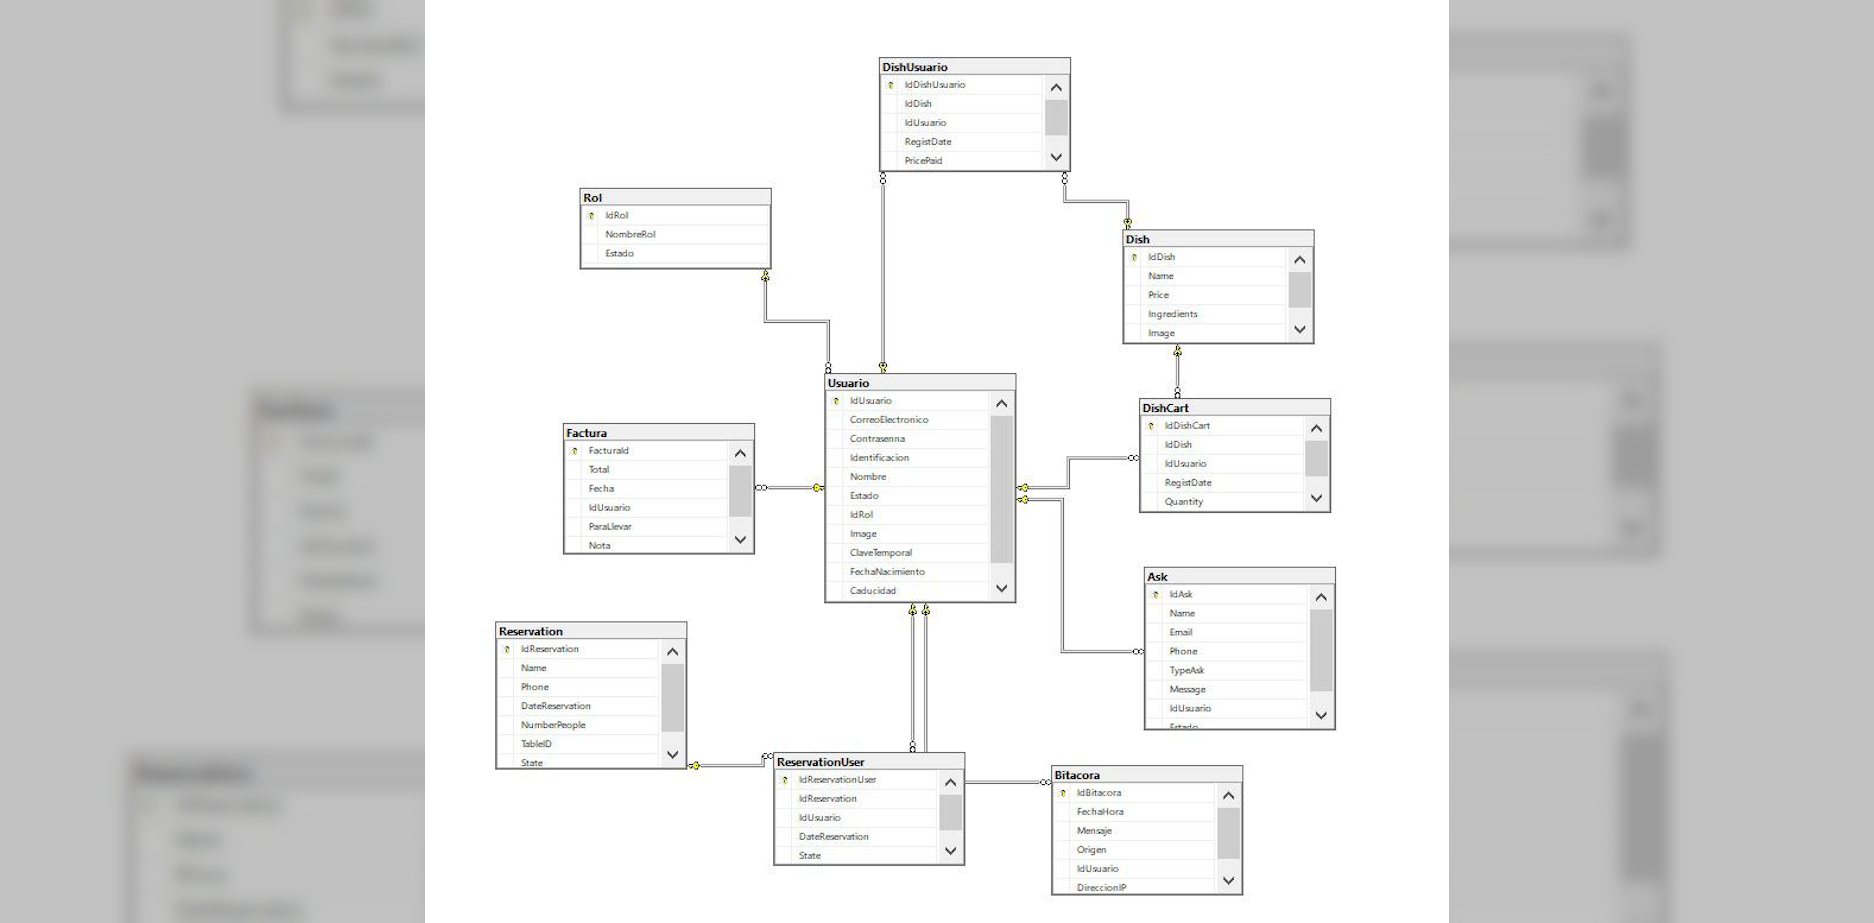 DishUsuario
IdDishUsuario
IdDish
IdUsuario
RegistDate
PricePaid
Rol
IdRol
NombreRol
Estado
Dish
IdDish
Name
Price
Ingredients
Image
Usuario
IdUsuario
CorreoElectronico
Contrasenna
Identificacion
Nombre
Estado
IdRol
Image
ClaveTemporal
FechaNacimiento
Caducidad
DishCart
IdDishCart
IdDish
IdUsuario
RegistDate
Quantity
Factura
FacturaId
Total
Fecha
IdUsuario
ParaLlevar
Nota
Ask
IdAsk
Name
Email
Phone
TypeAsk
Message
IdUsuario
Estado
Reservation
IdReservation
Name
Phone
DateReservation
NumberPeople
TableID
State
ReservationUser
IdReservationUser
IdReservation
IdUsuario
DateReservation
State
Bitacora
IdBitacora
FechaHora
Mensaje
Origen
IdUsuario
DireccionIP